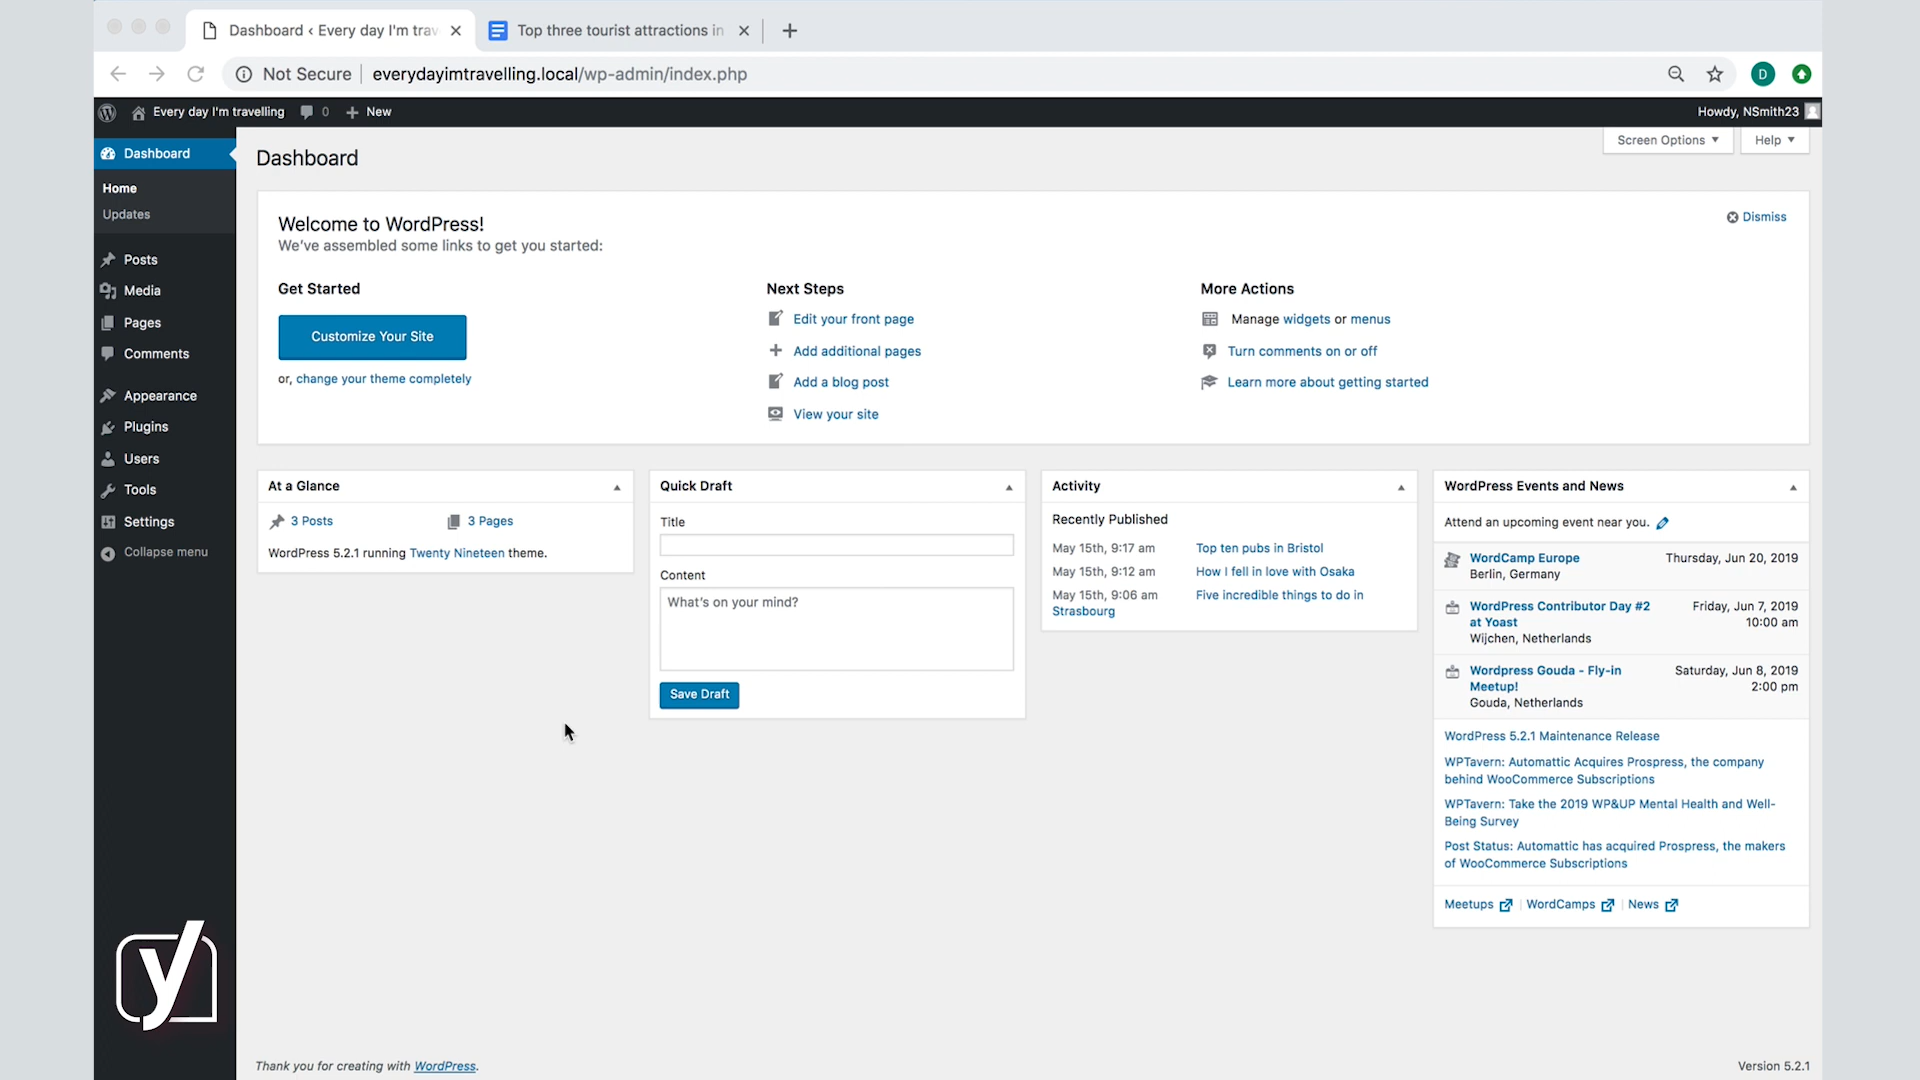 Dashboard ‹ Every day I'm trav
Top three tourist attractions in
Not Secure
everydayimtravelling.local/wp-admin/index.php
D
Every day I'm travelling
0
New
Howdy, NSmith23
Dashboard
Home
Updates
Posts
Media
Pages
Comments
Appearance
Plugins
Users
Tools
Settings
Collapse menu
Dashboard
Screen Options
Help
Welcome to WordPress!
We've assembled some links to get you started:
Dismiss
Get Started
Customize Your Site
or, change your theme completely
Next Steps
Edit your front page
Add additional pages
Add a blog post
View your site
More Actions
Manage widgets or menus
Turn comments on or off
Learn more about getting started
At a Glance
3 Posts
3 Pages
WordPress 5.2.1 running Twenty Nineteen theme.
Quick Draft
Title
Content
What's on your mind?
Save Draft
Activity
Recently Published
May 15th, 9:17 am Top ten pubs in Bristol
May 15th, 9:12 am How I fell in love with Osaka
May 15th, 9:06 am Five incredible things to do in
Strasbourg
WordPress Events and News
Attend an upcoming event near you.
WordCamp Europe Thursday, Jun 20, 2019
Berlin, Germany
WordPress Contributor Day #2 Friday, Jun 7, 2019
at Yoast 10:00 am
Wijchen, Netherlands
Wordpress Gouda - Fly-in Saturday, Jun 8, 2019
Meetup! 2:00 pm
Gouda, Netherlands
WordPress 5.2.1 Maintenance Release
WPTavern: Automattic Acquires Prospress, the company
behind WooCommerce Subscriptions
WPTavern: Take the 2019 WP&UP Mental Health and Well-
Being Survey
Post Status: Automattic has acquired Prospress, the makers
of WooCommerce Subscriptions
Meetups
WordCamps
News
y
Thank you for creating with WordPress.
Version 5.2.1